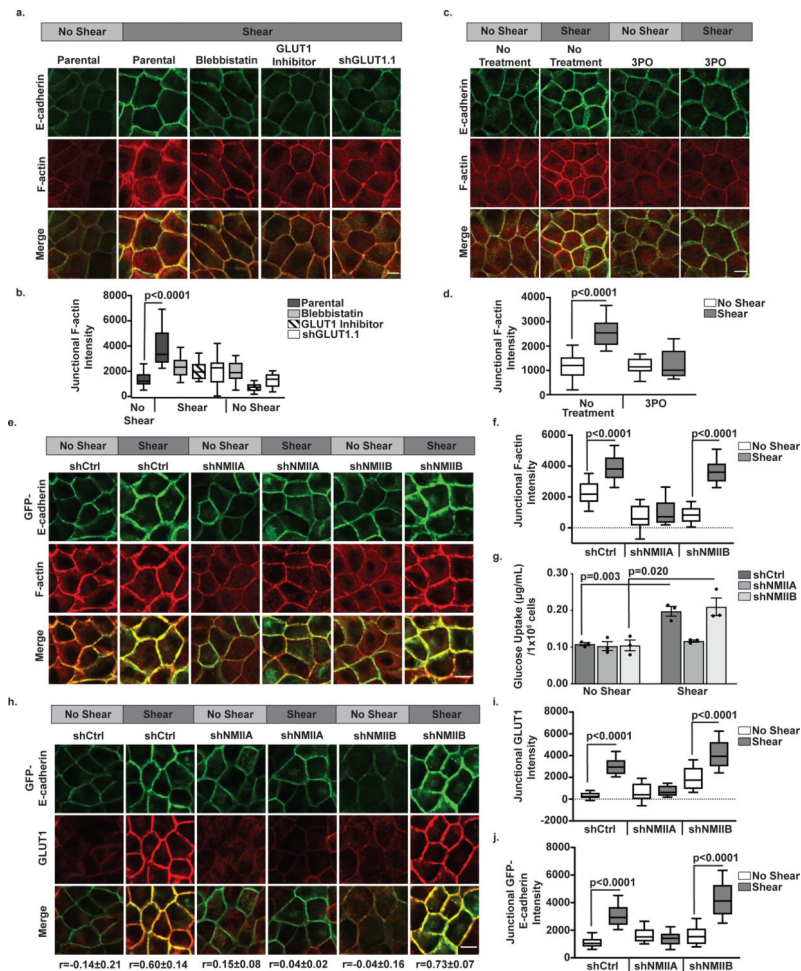 a.
No Shear Shear
Parental Parental Blebbistatin GLUT1 Inhibitor shGLUT1.1
E-cadherin
F-actin
Merge
b.
Junctional F-actin Intensity
8000
6000
4000
2000
0
p<0.0001
Parental
Blebbistatin
GLUT1 Inhibitor
shGLUT1.1
No Shear Shear No Shear
c.
No Shear Shear No Shear Shear
No Treatment No Treatment 3PO 3PO
E-cadherin
F-actin
Merge
d.
Junctional F-actin Intensity
4000
3000
2000
1000
0
p<0.0001
No Shear
Shear
No Treatment 3PO
e.
No Shear Shear No Shear Shear No Shear Shear
shCtrl shCtrl shNMIIA shNMIIA shNMIIB shNMIIB
GFP-E-cadherin
F-actin
Merge
f.
Junctional F-actin Intensity
6000
4000
2000
0
p<0.0001 p<0.0001
No Shear
Shear
shCtrl shNMIIA shNMIIB
g.
Glucose Uptake (µg/mL) /1x10⁵ cells
0.30
0.20
0.10
0.00
p=0.003 p=0.020
shCtrl
shNMIIA
shNMIIB
No Shear Shear
h.
No Shear Shear No Shear Shear No Shear Shear
shCtrl shCtrl shNMIIA shNMIIA shNMIIB shNMIIB
GFP-E-cadherin
GLUT1
Merge
r=-0.14±0.21 r=0.60±0.14 r=0.15±0.08 r=0.04±0.02 r=-0.04±0.16 r=0.73±0.07
i.
Junctional GLUT1 Intensity
8000
6000
4000
2000
0
-2000
p<0.0001 p<0.0001
No Shear
Shear
shCtrl shNMIIA shNMIIB
j.
Junctional GFP-E-cadherin Intensity
8000
6000
4000
2000
0
p<0.0001 p<0.0001
No Shear
Shear
shCtrl shNMIIA shNMIIB